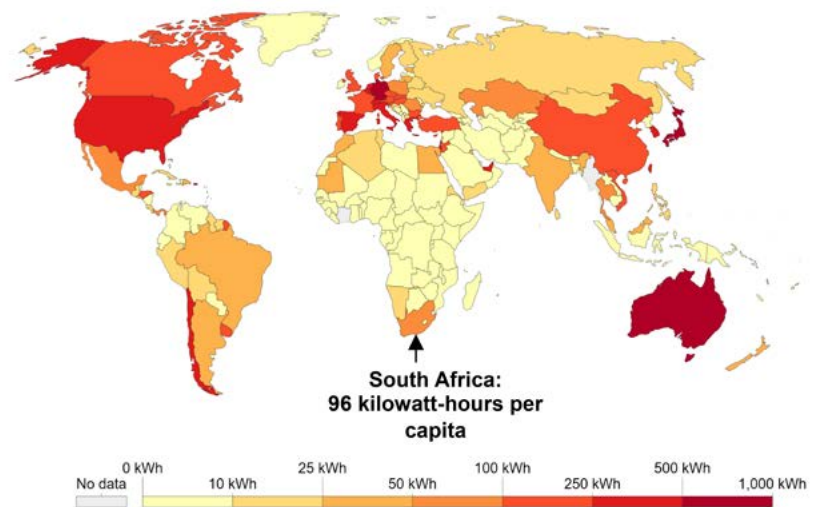 South Africa:
96 kilowatt-hours per
capita
0 kWh 25 kWh 100 kWh 500 kWh
No data 10 kWh 50 kWh 250 kWh 1,000 kWh